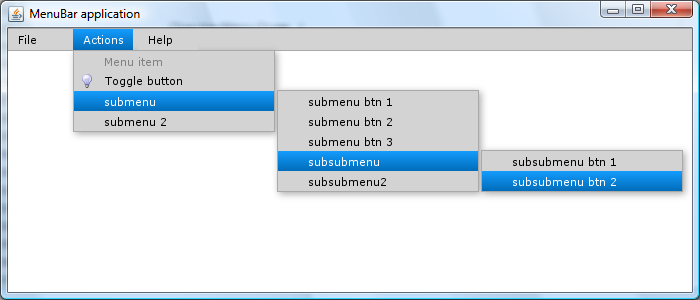 MenuBar application
File Actions Help
Menu item
Toggle button
submenu
submenu 2
submenu btn 1
submenu btn 2
submenu btn 3
subsubmenu
subsubmenu2
subsubmenu btn 1
subsubmenu btn 2